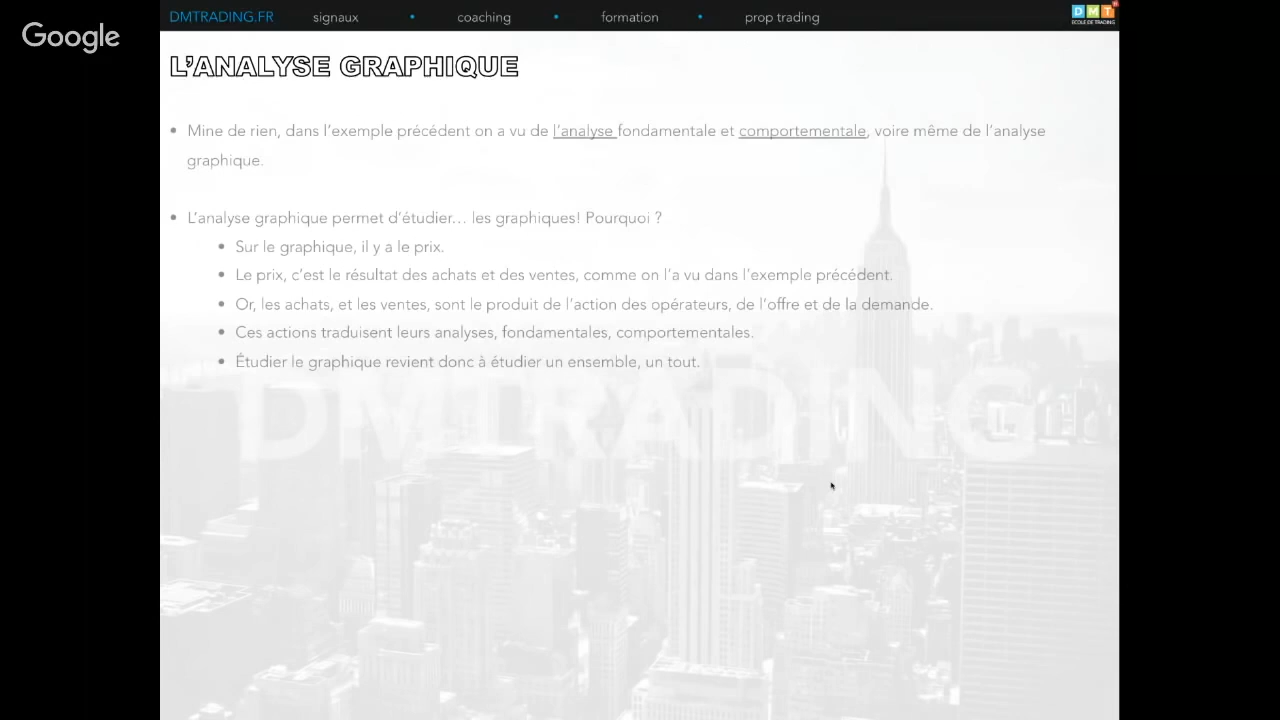 Google
DMTRADING.FR signaux • coaching • formation • prop trading
DMT
ECOLE DE TRADING
L'ANALYSE GRAPHIQUE
• Mine de rien, dans l'exemple précédent on a vu de l'analyse fondamentale et comportementale, voire même de l'analyse
graphique.
• L'analyse graphique permet d'étudier… les graphiques! Pourquoi ?
• Sur le graphique, il y a le prix.
• Le prix, c'est le résultat des achats et des ventes, comme on l'a vu dans l'exemple précédent.
• Or, les achats, et les ventes, sont le produit de l'action des opérateurs, de l'offre et de la demande.
• Ces actions traduisent leurs analyses, fondamentales, comportementales.
• Étudier le graphique revient donc à étudier un ensemble, un tout.
DMTRADING